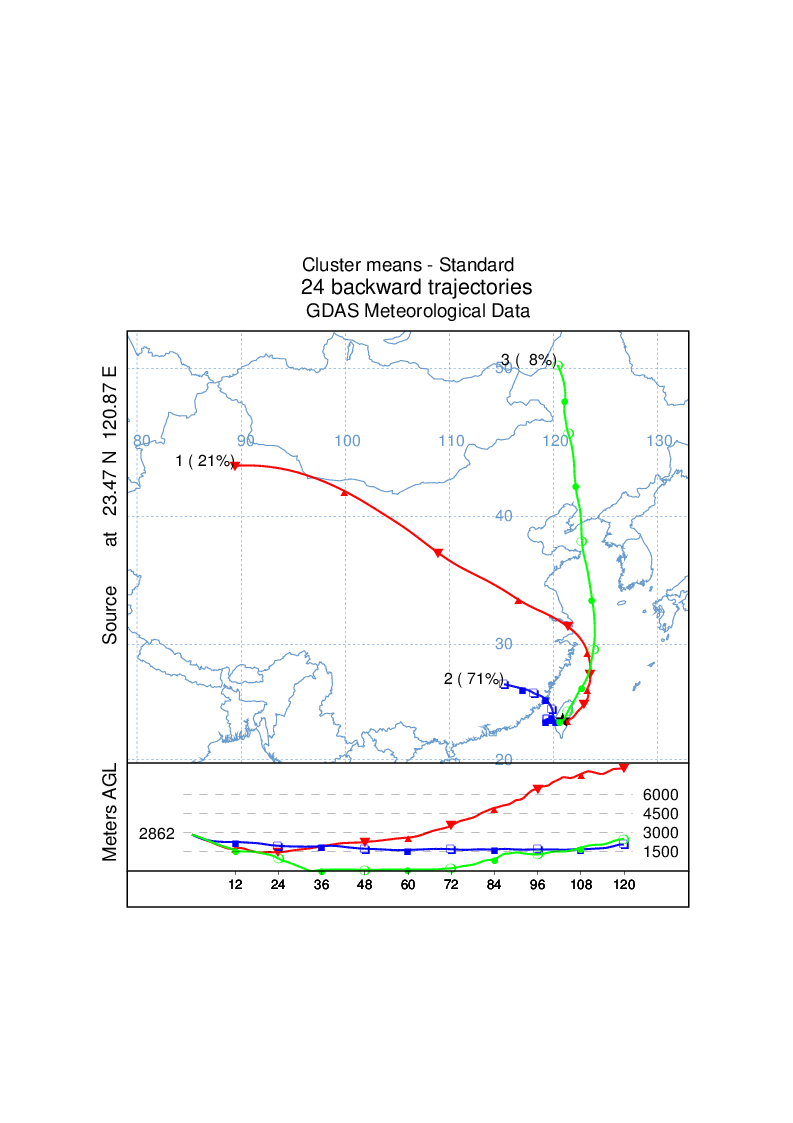 Cluster means - Standard
24 backward trajectories
GDAS Meteorological Data
Source at 23.47 N 120.87 E
3 ( 8%)
50
80
90
100
110
120
130
1 ( 21%)
40
30
2 ( 71%)
20
Meters AGL
2862
6000
4500
3000
1500
12 24 36 48 60 72 84 96 108 120